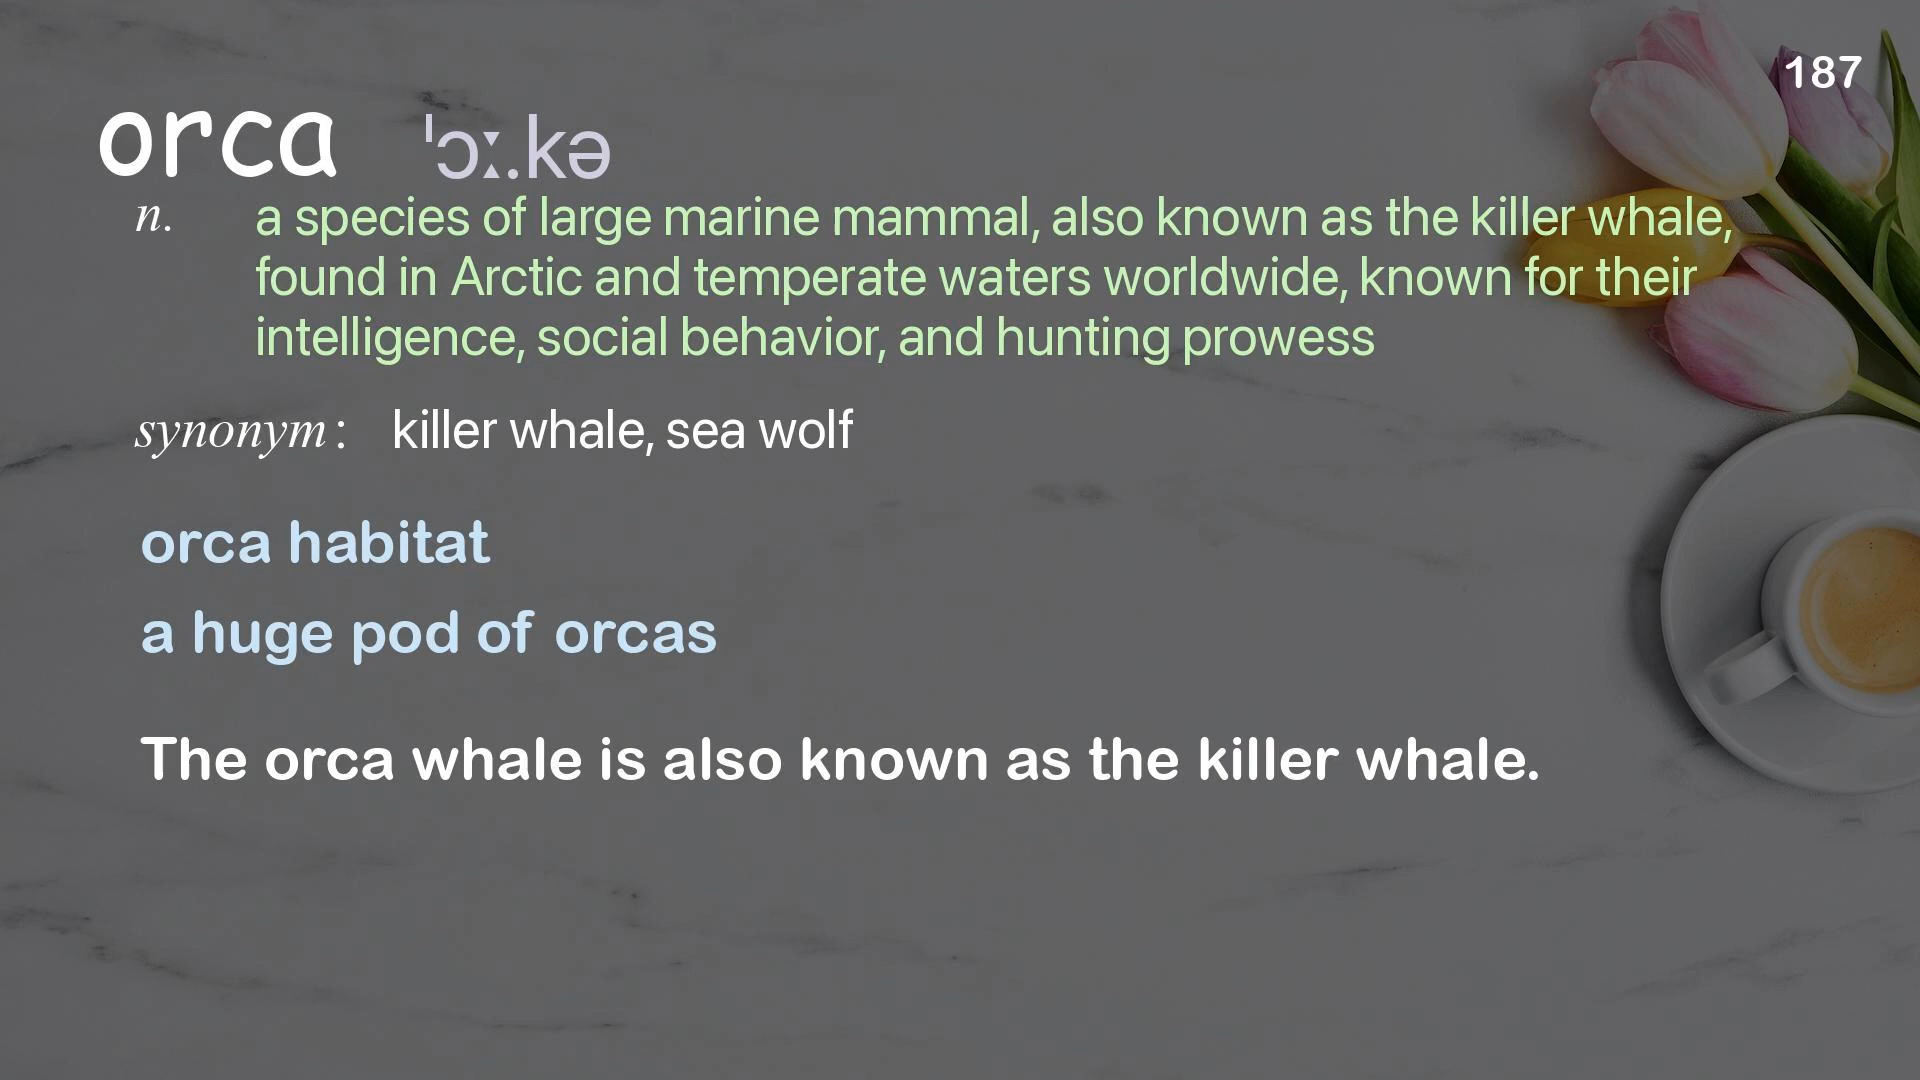 187
orca ˈɔː.kə
n. a species of large marine mammal, also known as the killer whale,
found in Arctic and temperate waters worldwide, known for their
intelligence, social behavior, and hunting prowess
synonym: killer whale, sea wolf
orca habitat
a huge pod of orcas
The orca whale is also known as the killer whale.